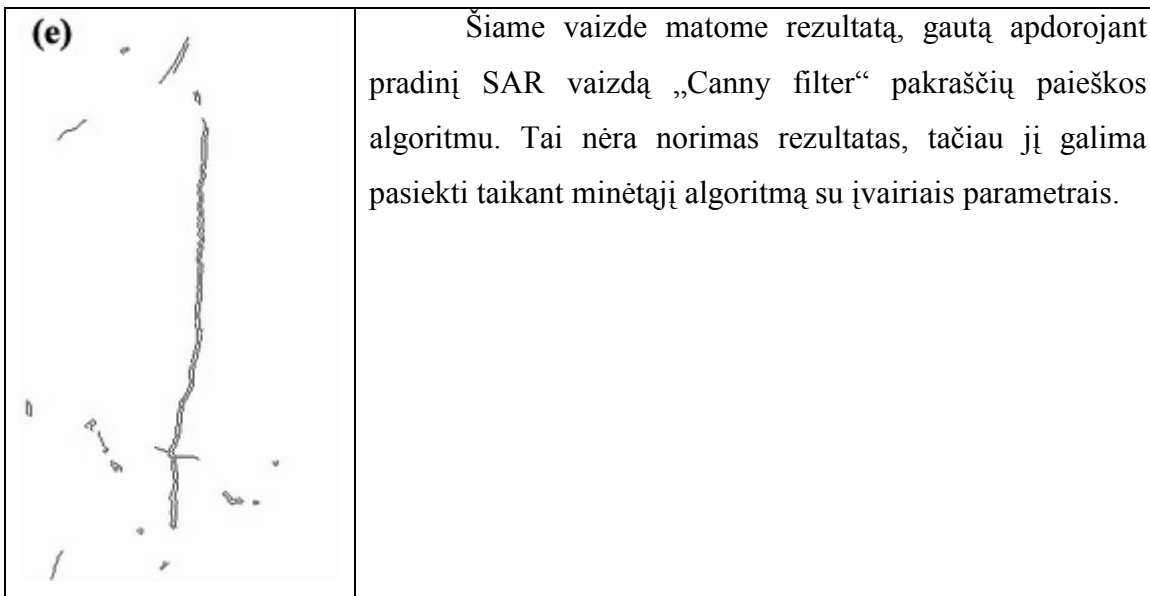 (e)
Šiame vaizde matome rezultatą, gautą apdorojant
pradinį SAR vaizdą „Canny filter“ pakraščių paieškos
algoritmu. Tai nėra norimas rezultatas, tačiau jį galima
pasiekti taikant minėtąjį algoritmą su įvairiais parametrais.